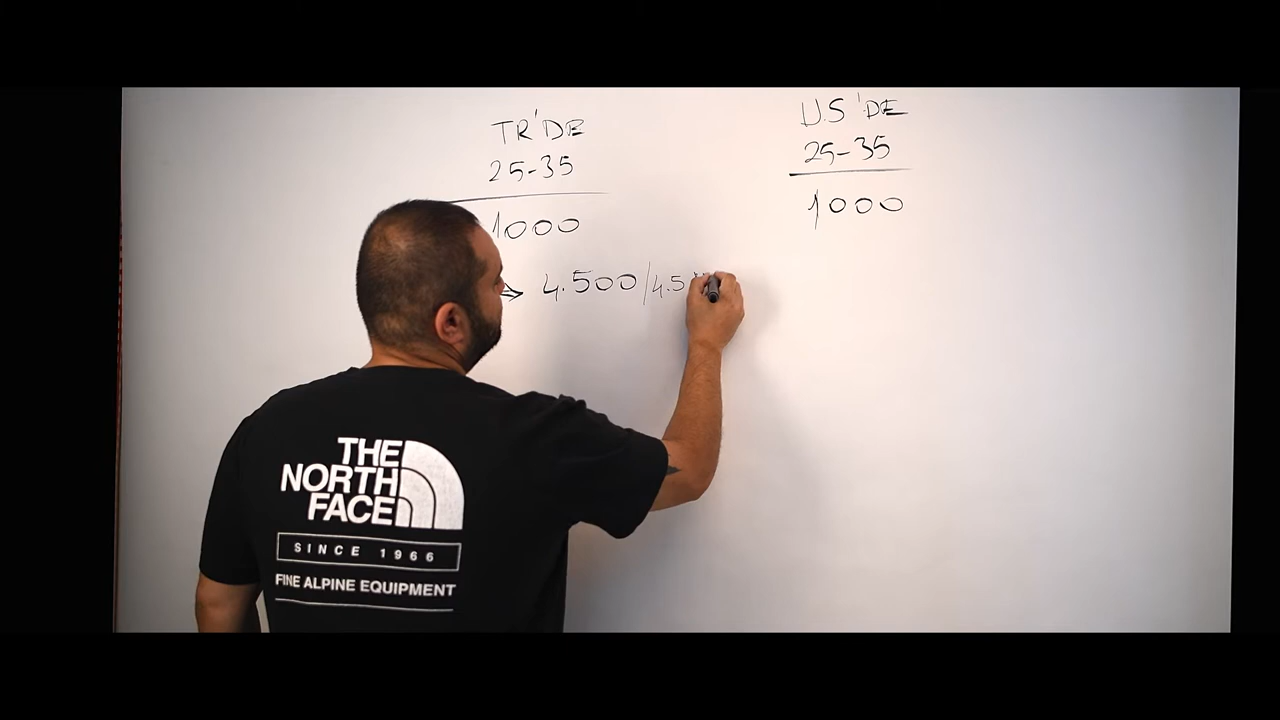 TR'DE
25-35
1000
→ 4.500/4.5
U.S'DE
25-35
1000
THE
NORTH
FACE
SINCE 1966
FINE ALPINE EQUIPMENT